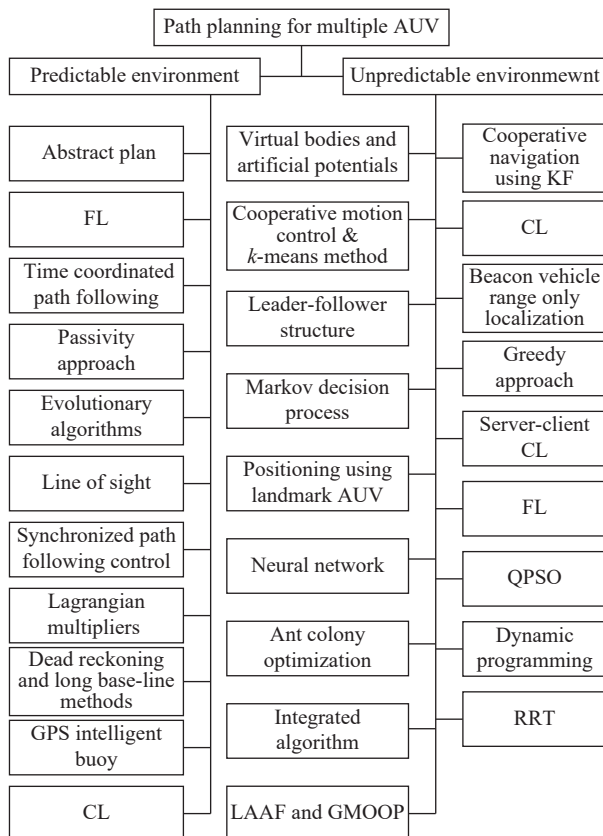 Path planning for multiple AUV
Predictable environment
Unpredictable environmewnt
Abstract plan
FL
Time coordinated
path following
Passivity
approach
Evolutionary
algorithms
Line of sight
Synchronized path
following control
Lagrangian
multipliers
Dead reckoning
and long base-line
methods
GPS intelligent
buoy
CL
Virtual bodies and
artificial potentials
Cooperative motion
control &
k-means method
Leader-follower
structure
Markov decision
process
Positioning using
landmark AUV
Neural network
Ant colony
optimization
Integrated
algorithm
LAAF and GMOOP
Cooperative
navigation
using KF
CL
Beacon vehicle
range only
localization
Greedy
approach
Server-client
CL
FL
QPSO
Dynamic
programming
RRT